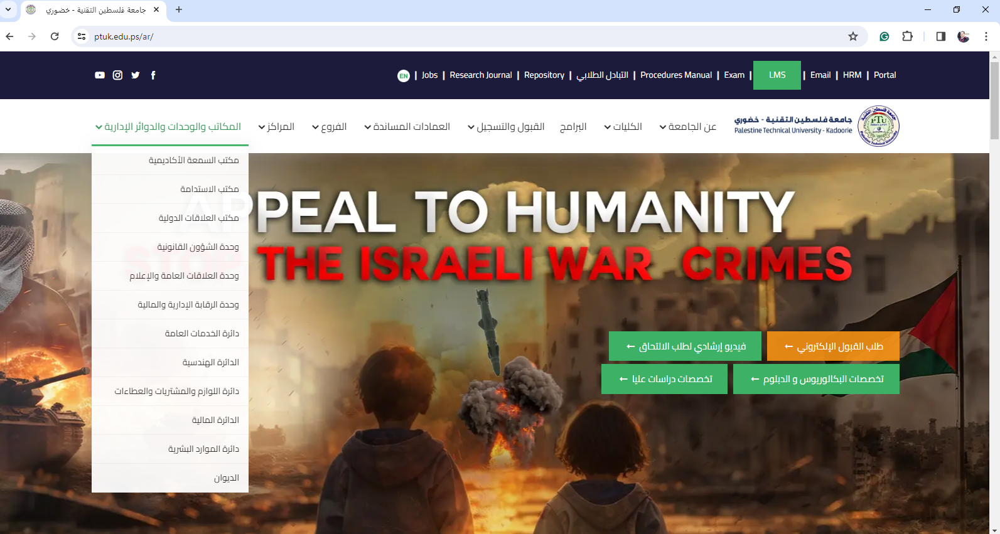 جامعة فلسطين التقنية - خضوري
ptuk.edu.ps/ar/
EN | Jobs | Research Journal | Repository | التبادل الطلابي | Procedures Manual | Exam | LMS | Email | HRM | Portal
جامعة فلسطين التقنية - خضوري
Palestine Technical University - Kadoorie
PTU
عن الجامعة
الكليات
البرامج
القبول والتسجيل
العمادات المساندة
الفروع
المراكز
المكاتب والوحدات والدوائر الإدارية
مكتب السمعة الأكاديمية
مكتب الاستدامة
مكتب العلاقات الدولية
وحدة الشؤون القانونية
وحدة العلاقات العامة والإعلام
وحدة الرقابة الإدارية والمالية
دائرة الخدمات العامة
الدائرة الهندسية
دائرة اللوازم والمشتريات والعطاءات
الدائرة المالية
دائرة الموارد البشرية
الديوان
APPEAL TO HUMANITY
STOP THE ISRAELI WAR CRIMES
طلب القبول الإلكتروني ←
فيديو إرشادي لطلب الالتحاق ←
تخصصات البكالوريوس و الدبلوم ←
تخصصات دراسات عليا ←